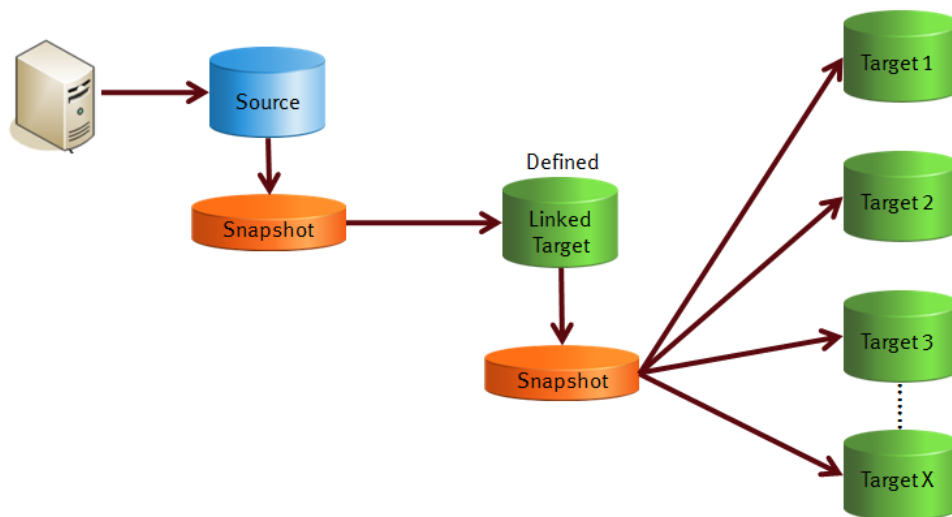 Source
Snapshot
Defined
Linked
Target
Snapshot
Target 1
Target 2
Target 3
Target X